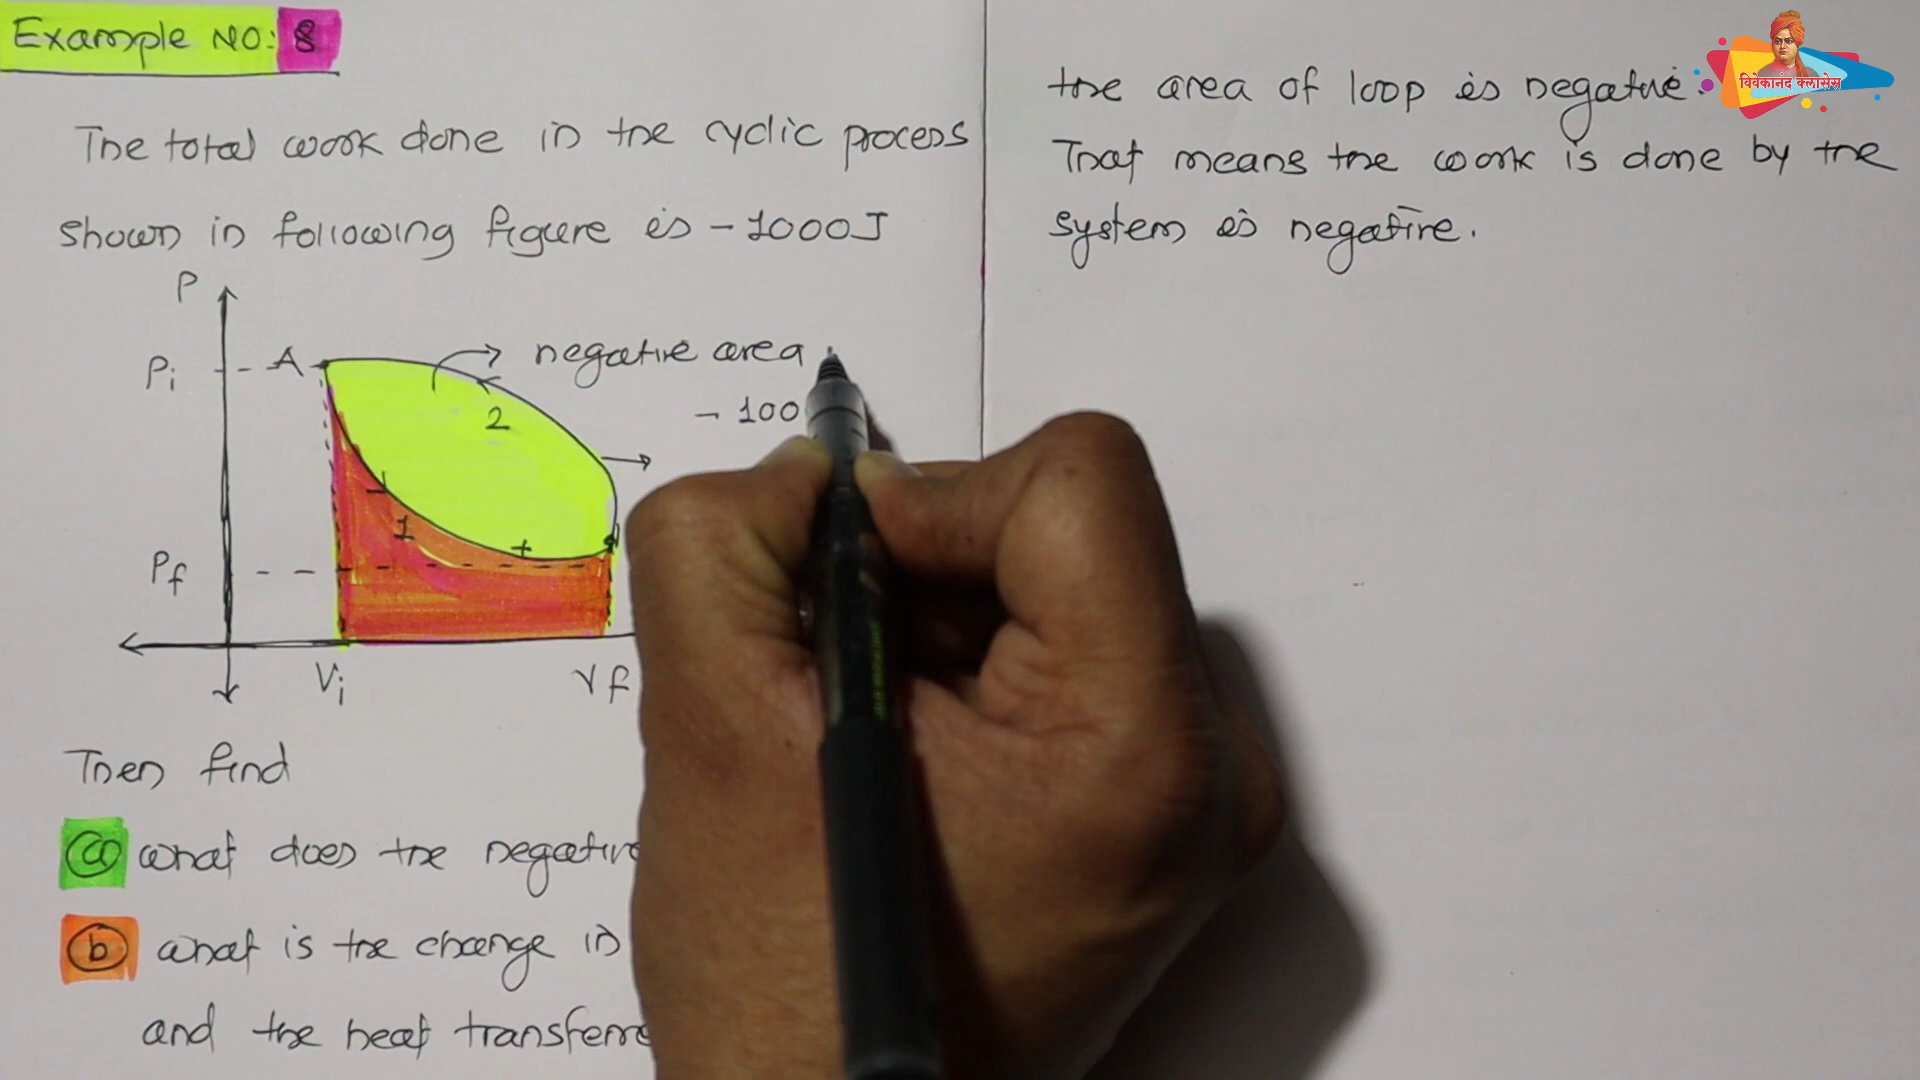 Example NO: 8
The total work done in the cyclic process
shown in following figure is - 1000J
P
Pi
A
negative area
- 100
2
1
Pf
Vi
Vf
Then find
a what does the negative
b what is the change in
and the heat transferre
the area of loop is negative.
That means the work is done by the
system is negative.
विवेकानंद क्लासेस